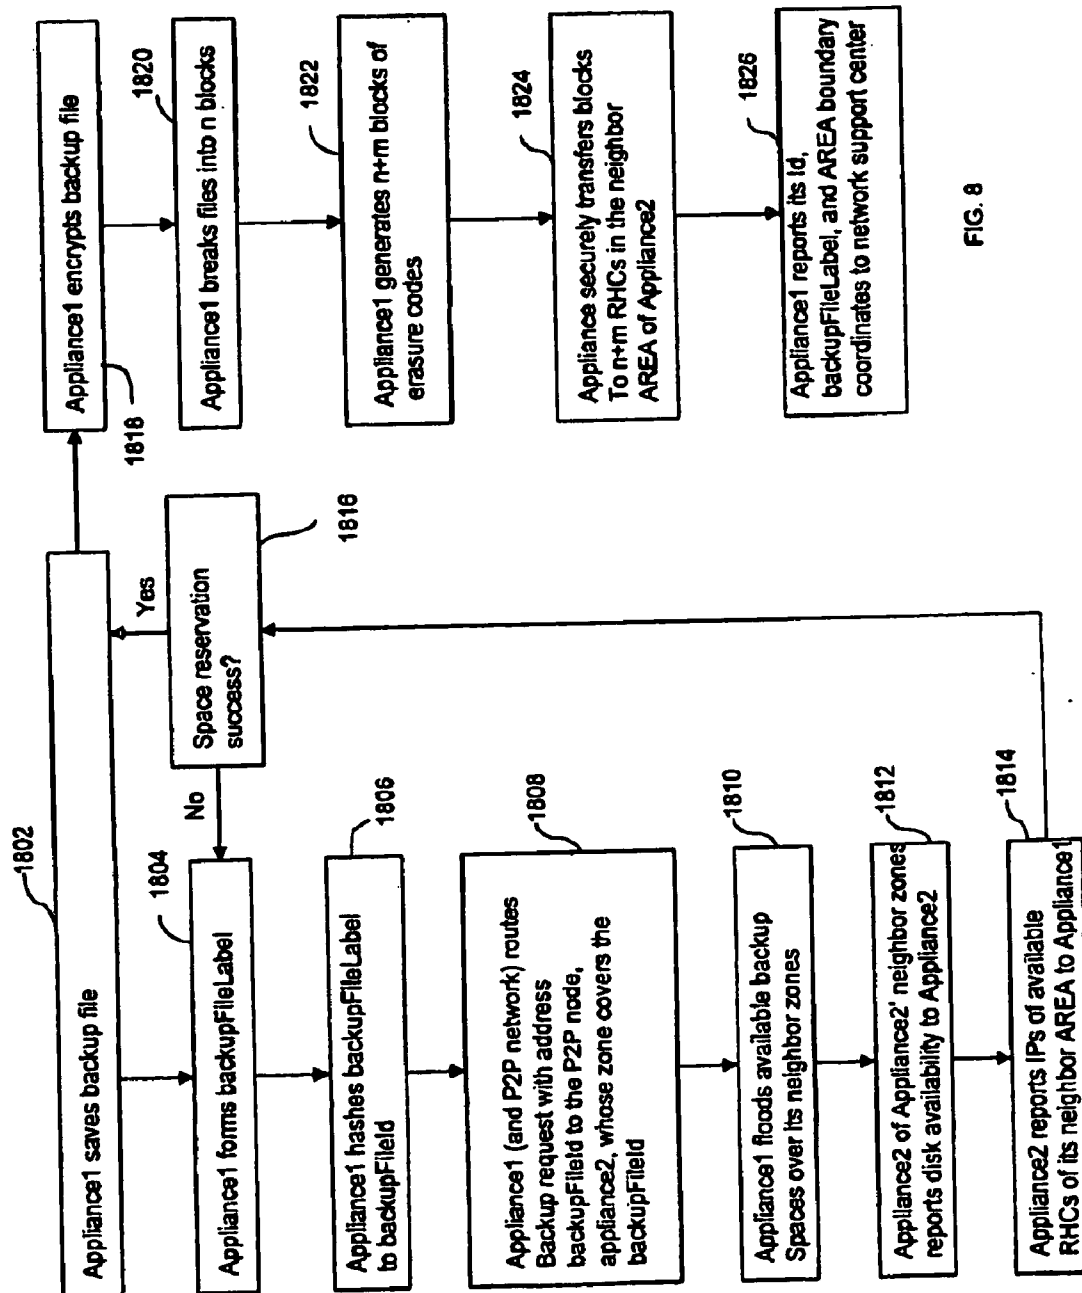 1802
Appliance1 saves backup file
1804
Appliance1 forms backupFileLabel
No
Yes
Space reservation
success?
1816
1806
Appliance1 hashes backupFileLabel
to backupFileId
1808
Appliance1 (and P2P network) routes
Backup request with address
backupFileId to the P2P node,
appliance2, whose zone covers the
backupFileId
1810
Appliance1 floods available backup
Spaces over its neighbor zones
1812
Appliance2 of Appliance2' neighbor zones
reports disk availability to Appliance2
1814
Appliance2 reports IPs of available
RHCs of its neighbor AREA to Appliance1
1818
Appliance1 encrypts backup file
1820
Appliance1 breaks files into n blocks
1822
Appliance1 generates n+m blocks of
erasure codes
1824
Appliance securely transfers blocks
To n+m RHCs in the neighbor
AREA of Appliance2
1826
Appliance1 reports its Id,
backupFileLabel, and AREA boundary
coordinates to network support center
FIG. 8